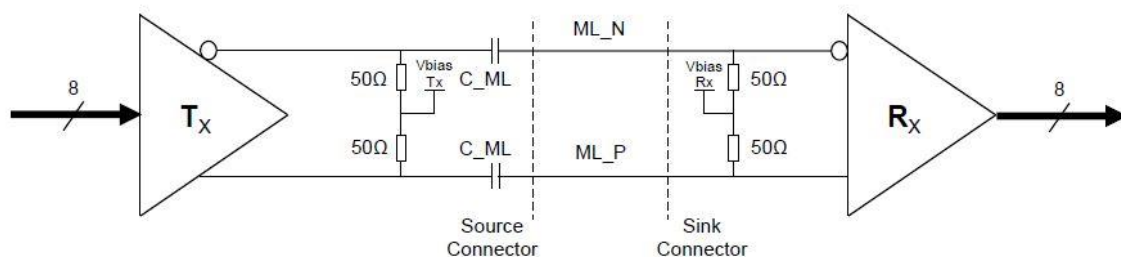 ML_N
8
50Ω
Vbias
Tx
C_ML
Vbias
Rx
50Ω
8
TX
RX
50Ω
C_ML
ML_P
50Ω
Source
Connector
Sink
Connector